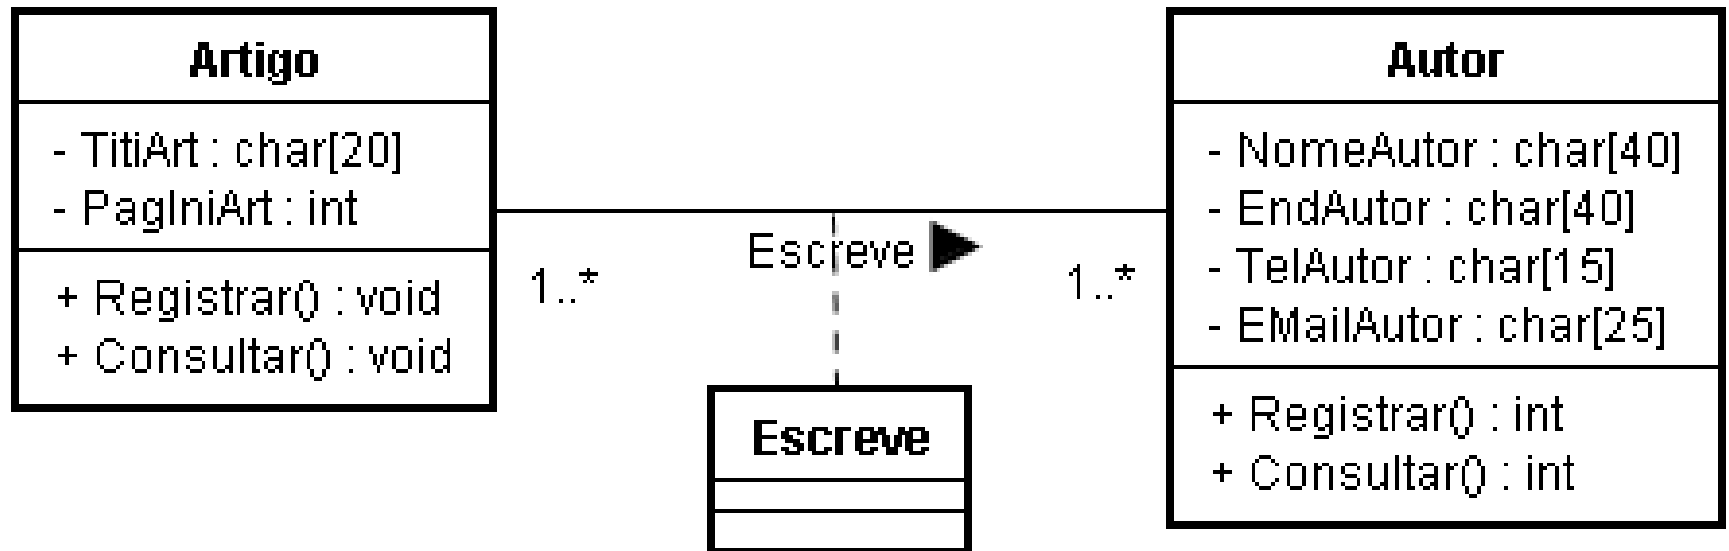 Artigo
- TitiArt : char[20]
- PagIniArt : int
+ Registrar() : void
+ Consultar() : void
1..*
Escreve
1..*
Escreve
Autor
- NomeAutor : char[40]
- EndAutor : char[40]
- TelAutor : char[15]
- EMailAutor : char[25]
+ Registrar() : int
+ Consultar() : int